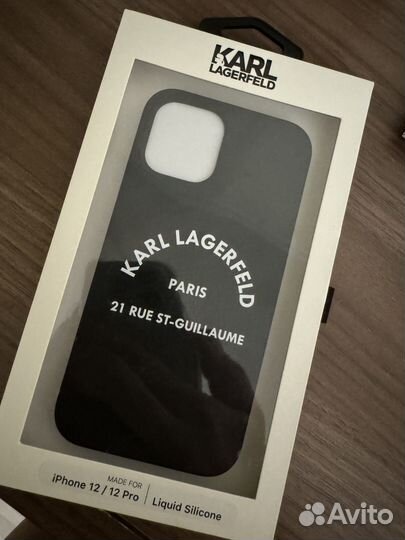 KARL
LAGERFELD
KARL LAGERFELD
PARIS
21 RUE ST-GUILLAUME
MADE FOR
iPhone 12 / 12 Pro
Liquid Silicone
Avito